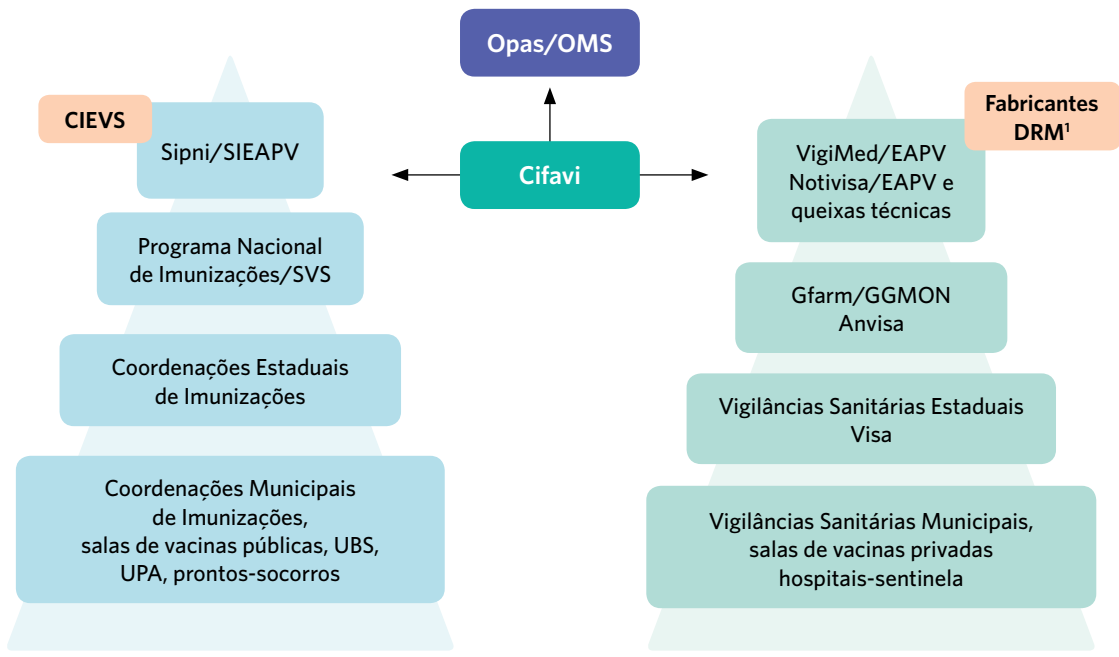 Opas/OMS
CIEVS
Sipni/SIEAPV
Cifavi
Fabricantes
DRM¹
VigiMed/EAPV
Notivisa/EAPV e
queixas técnicas
Programa Nacional
de Imunizações/SVS
Gfarm/GGMON
Anvisa
Coordenações Estaduais
de Imunizações
Vigilâncias Sanitárias Estaduais
Visa
Coordenações Municipais
de Imunizações,
salas de vacinas públicas, UBS,
UPA, prontos-socorros
Vigilâncias Sanitárias Municipais,
salas de vacinas privadas
hospitais-sentinela